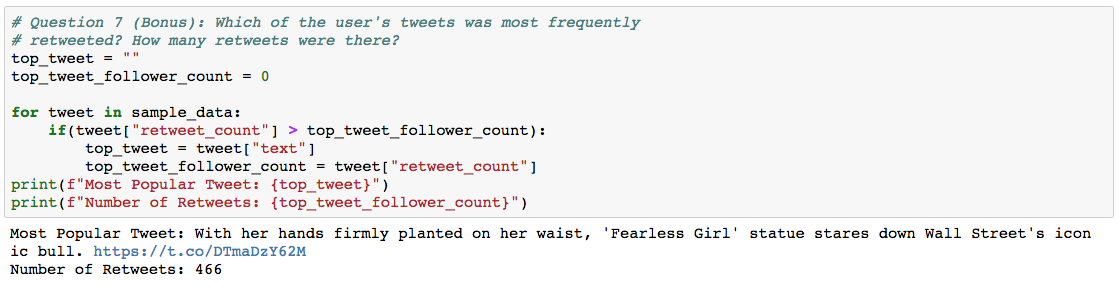 # Question 7 (Bonus): Which of the user's tweets was most frequently
# retweeted? How many retweets were there?
top_tweet = ""
top_tweet_follower_count = 0
for tweet in sample_data:
    if(tweet["retweet_count"] > top_tweet_follower_count):
        top_tweet = tweet["text"]
        top_tweet_follower_count = tweet["retweet_count"]
print(f"Most Popular Tweet: {top_tweet}")
print(f"Number of Retweets: {top_tweet_follower_count}")
Most Popular Tweet: With her hands firmly planted on her waist, 'Fearless Girl' statue stares down Wall Street's icon
ic bull. https://t.co/DTmaDzY62M
Number of Retweets: 466